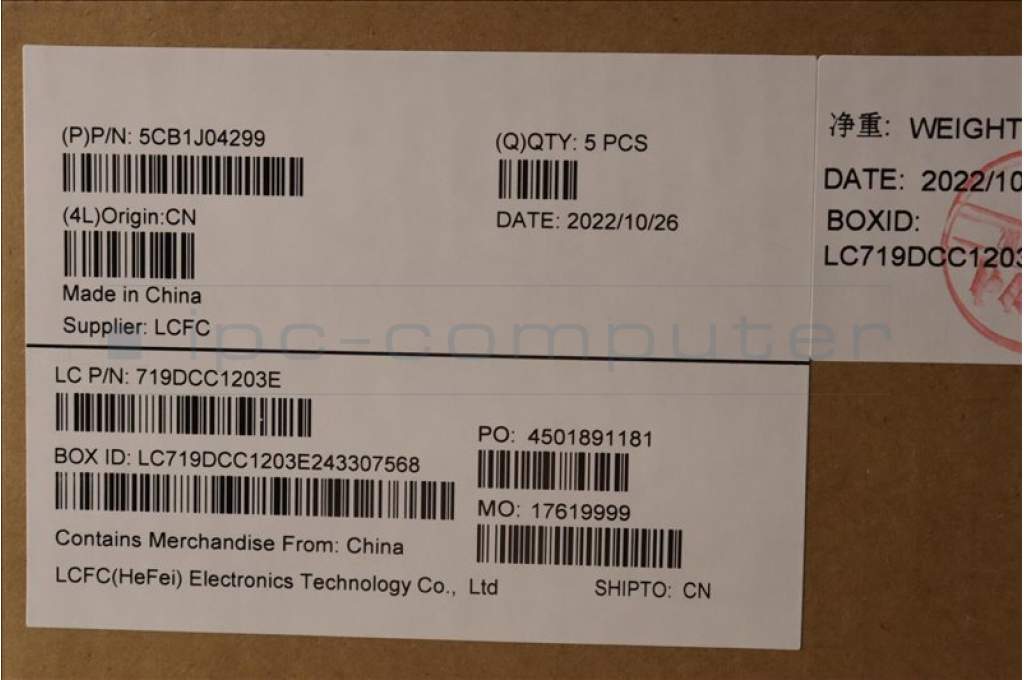 (P)P/N: 5CB1J04299
(Q)QTY: 5 PCS
(4L)Origin:CN
DATE: 2022/10/26
Made in China
Supplier: LCFC
LC P/N: 719DCC1203E
PO: 4501891181
BOX ID: LC719DCC1203E243307568
MO: 17619999
Contains Merchandise From: China
LCFC(HeFei) Electronics Technology Co., Ltd
SHIPTO: CN
净重: WEIGHT
DATE: 2022/10
BOXID:
LC719DCC1203
ipc-computer